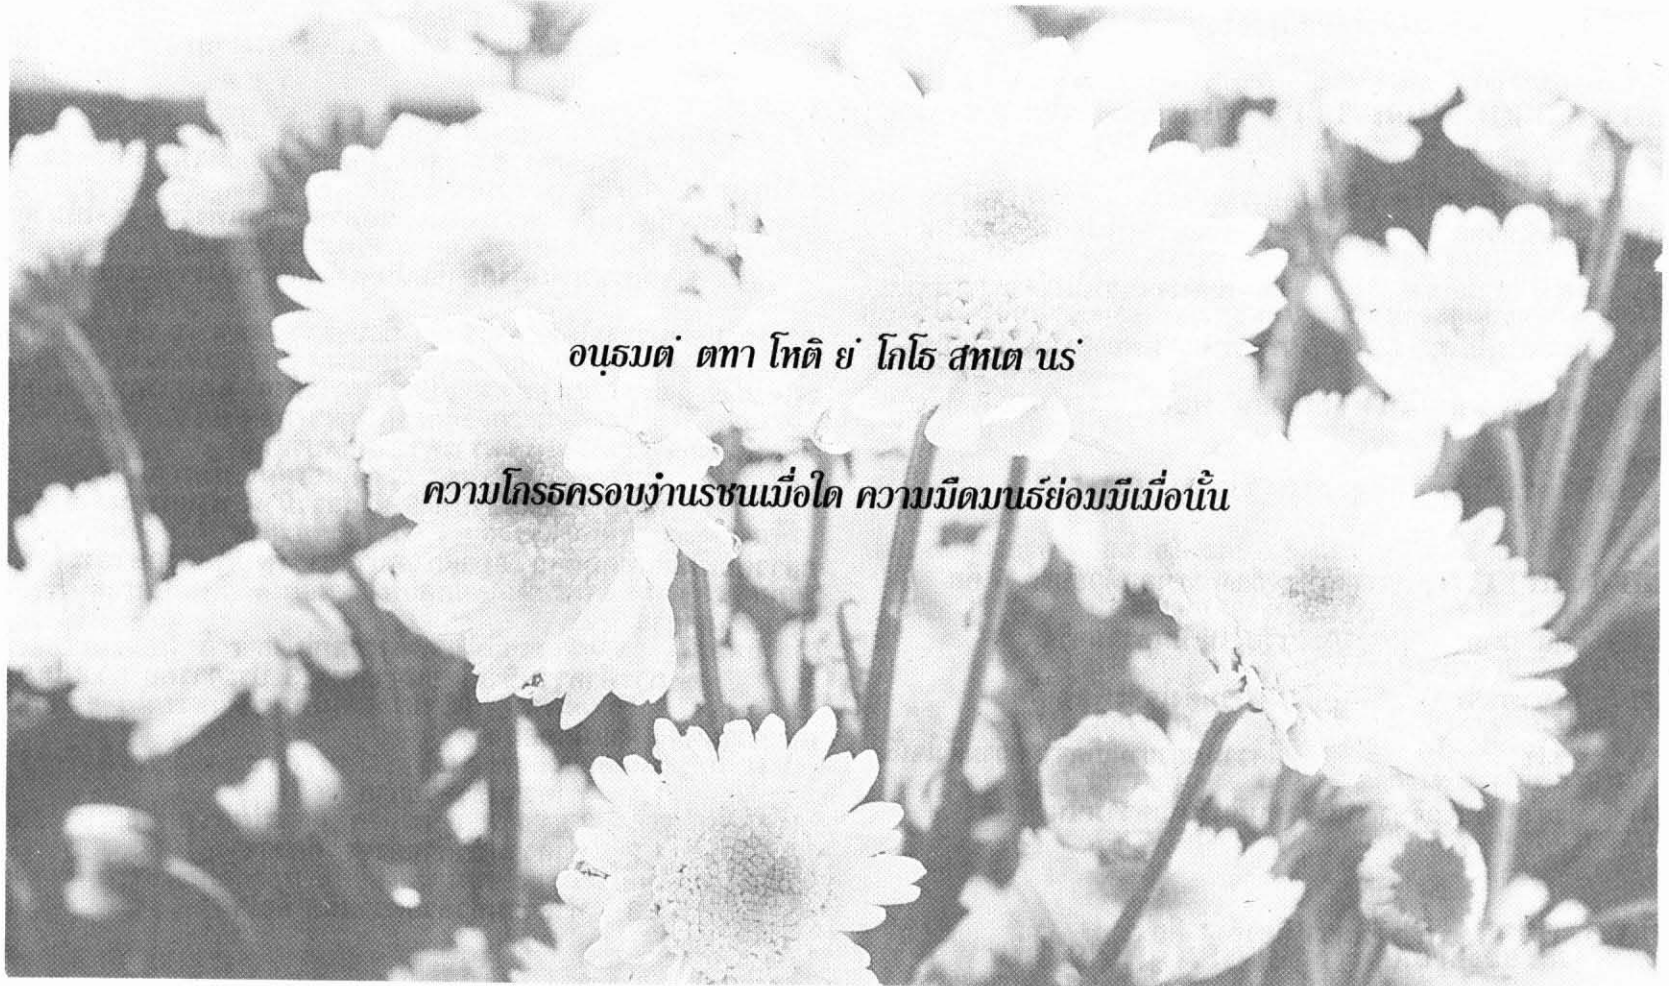 อนฺธมตํ ตทา โหติ ยํ โกโธ สหเต นรํ
ความโกรธครอบงำนรชนเมื่อใด ความมืดมนธ์ย่อมมีเมื่อนั้น